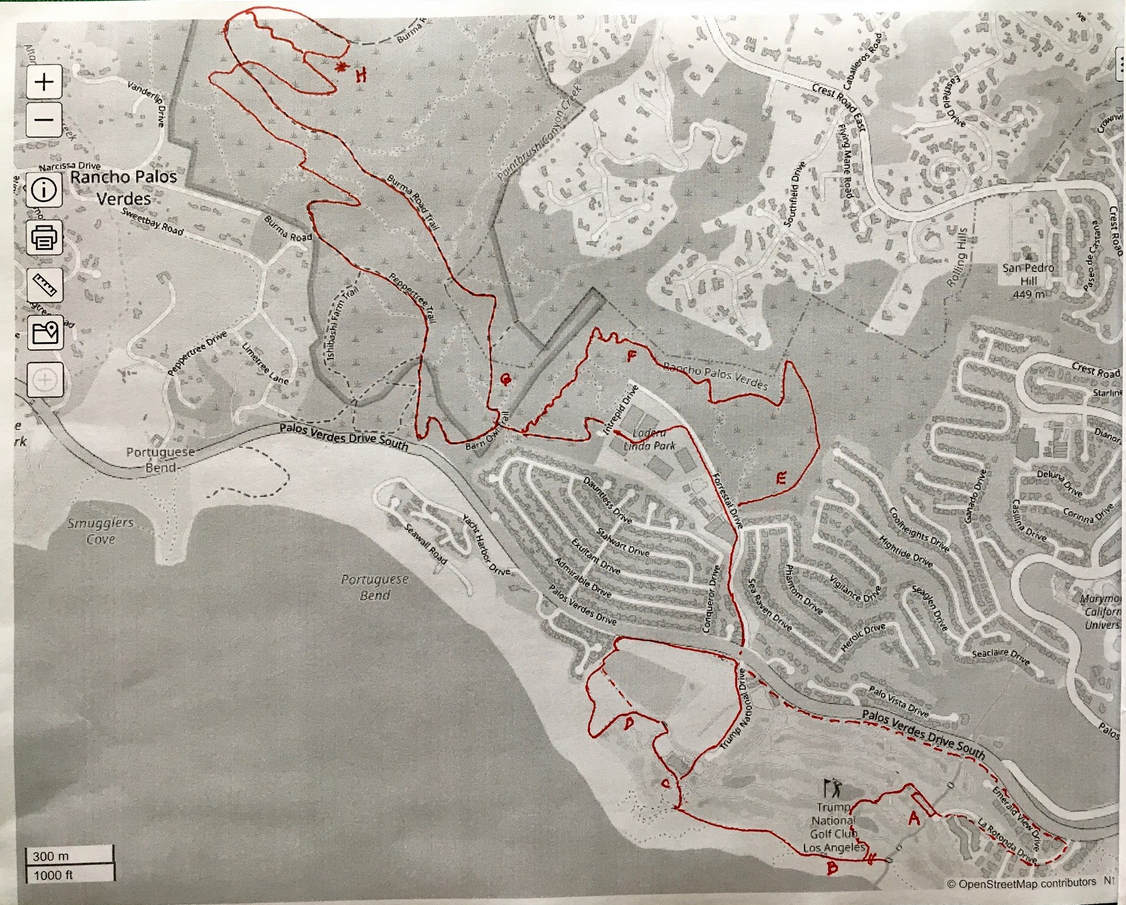 Burma R
H
Vanderlip Drive
Caballeros Road
Crest Road East
Eastfield Drive
Flying Mane Road
Paintbrush Canyon Creek
Narcissa Drive
Rancho Palos
Verdes
Sweetbay Road
Burma Road
Burma Road Trail
Southfield Drive
Crest Road
Rolling Hills
San Pedro
Hill
449 m
Peppertree Trail
Ishibashi Farm Trail
Peppertree Drive
Limetree Lane
F
Rancho Palos Verdes
Crest Road
Starline
G
Intrepid Drive
Ladera
Linda Park
Barn Owl Trail
Palos Verdes Drive South
Portuguese
Bend
E
Forrestal Drive
Ganado Drive
Deluna Drive
Corinna Drive
Casilina Drive
Dauntless Drive
Stalwart Drive
Exultant Drive
Admirable Drive
Palos Verdes Drive
Coolheights Drive
Hightide Drive
Smugglers
Cove
Seawall Road
Yacht Harbor Drive
Portuguese
Bend
Conqueror Drive
Sea Raven Drive
Phantom Drive
Vigilance Drive
Heroic Drive
Seaglen Drive
Seaclaire Drive
Marymo
Californ
Univers
Palo Vista Drive
Palos Verdes Drive South
Palos
Trump National Drive
D
C
Trump
National
Golf Club
Los Angeles
A
B
Emerald View Drive
La Rotonda Drive
300 m
1000 ft
© OpenStreetMap contributors